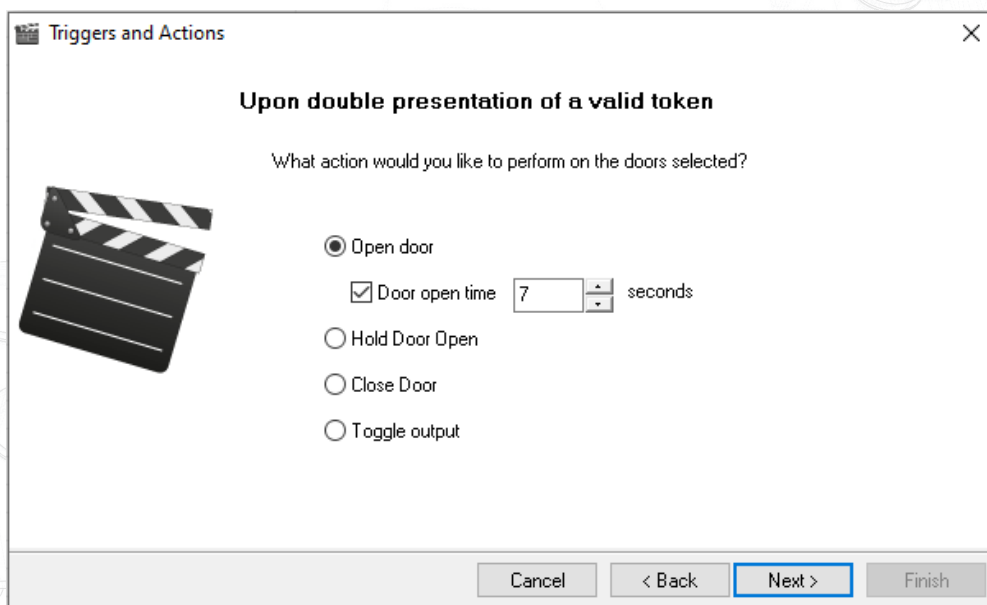 Triggers and Actions
Upon double presentation of a valid token
What action would you like to perform on the doors selected?
Open door
Door open time 7 seconds
Hold Door Open
Close Door
Toggle output
Cancel < Back Next > Finish